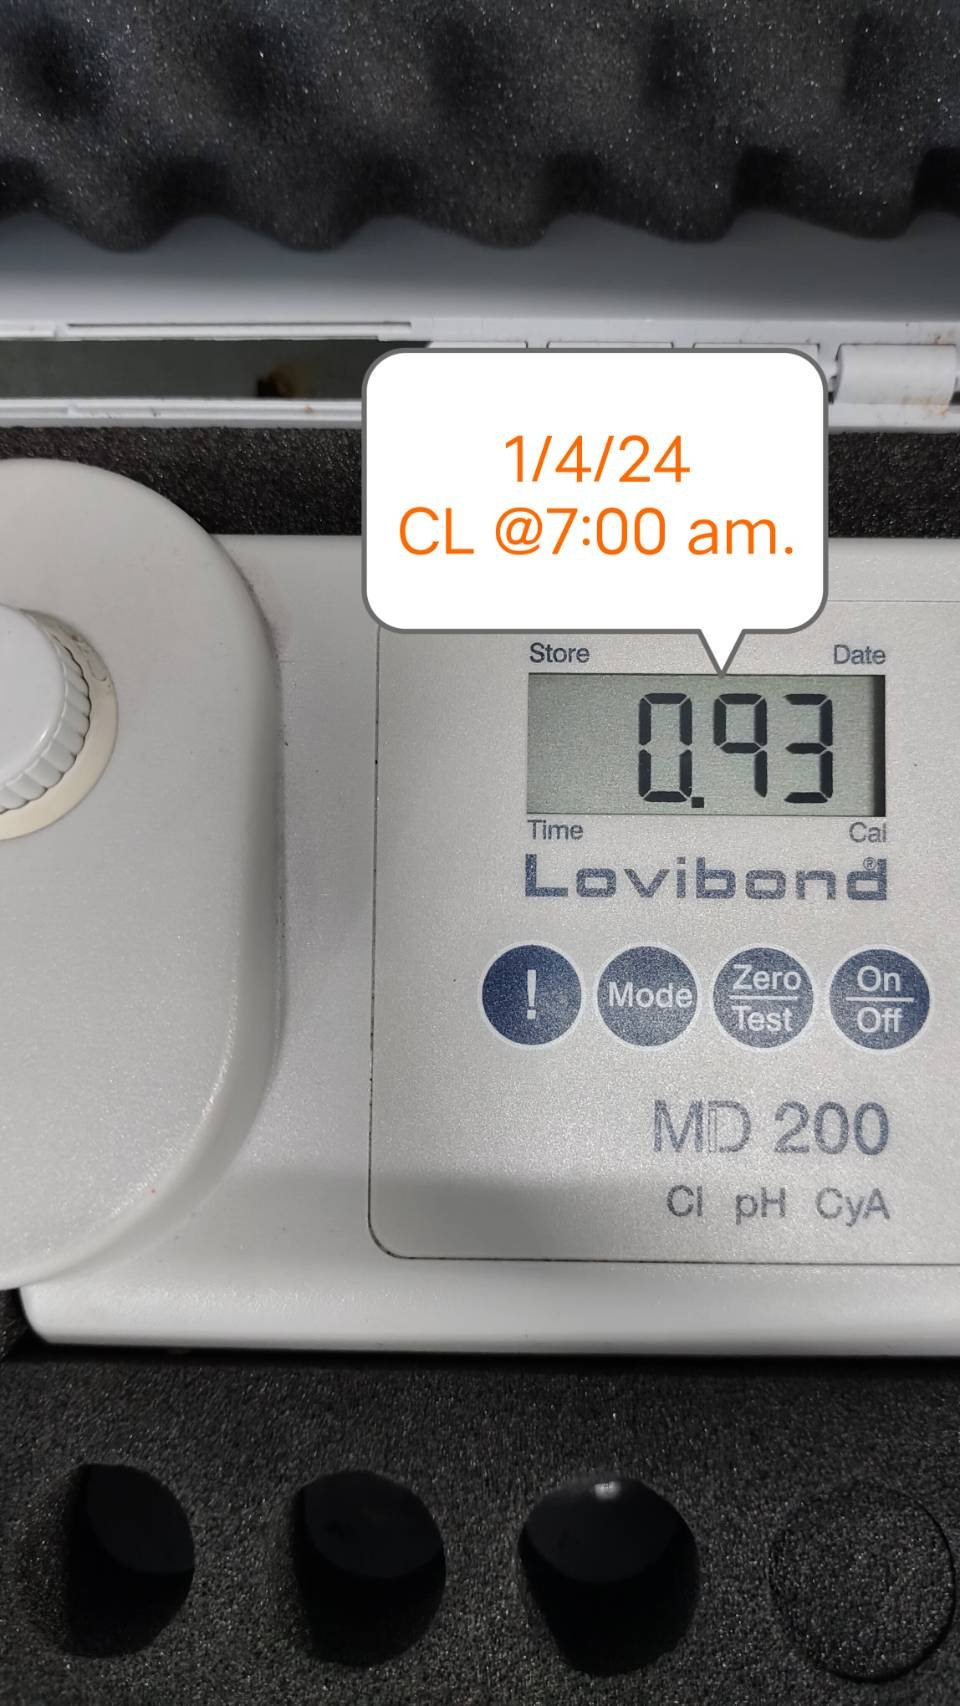 1/4/24
CL @7:00 am.
Store Date
0.93
Time Cal
Lovibond®
! Mode Zero On
Test Off
MD 200
Cl pH CyA